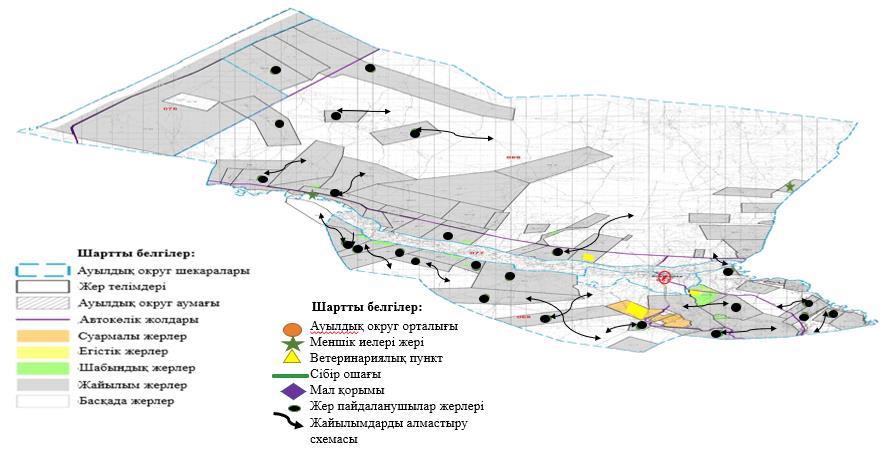 Шартты белгілер:
Ауылдық округ шекаралары
Жер телімдері
Ауылдық округ аумағы
Автокөлік жолдары
Суармалы жерлер
Егістік жерлер
Шабындық жерлер
Жайылым жерлер
Басқада жерлер
Шартты белгілер:
Ауылдық округ орталығы
Меншік иелері жері
Ветеринариялық пункт
Сібір ошағы
Мал қорымы
Жер пайдаланушылар жерлері
Жайылымдарды алмастыру
схемасы